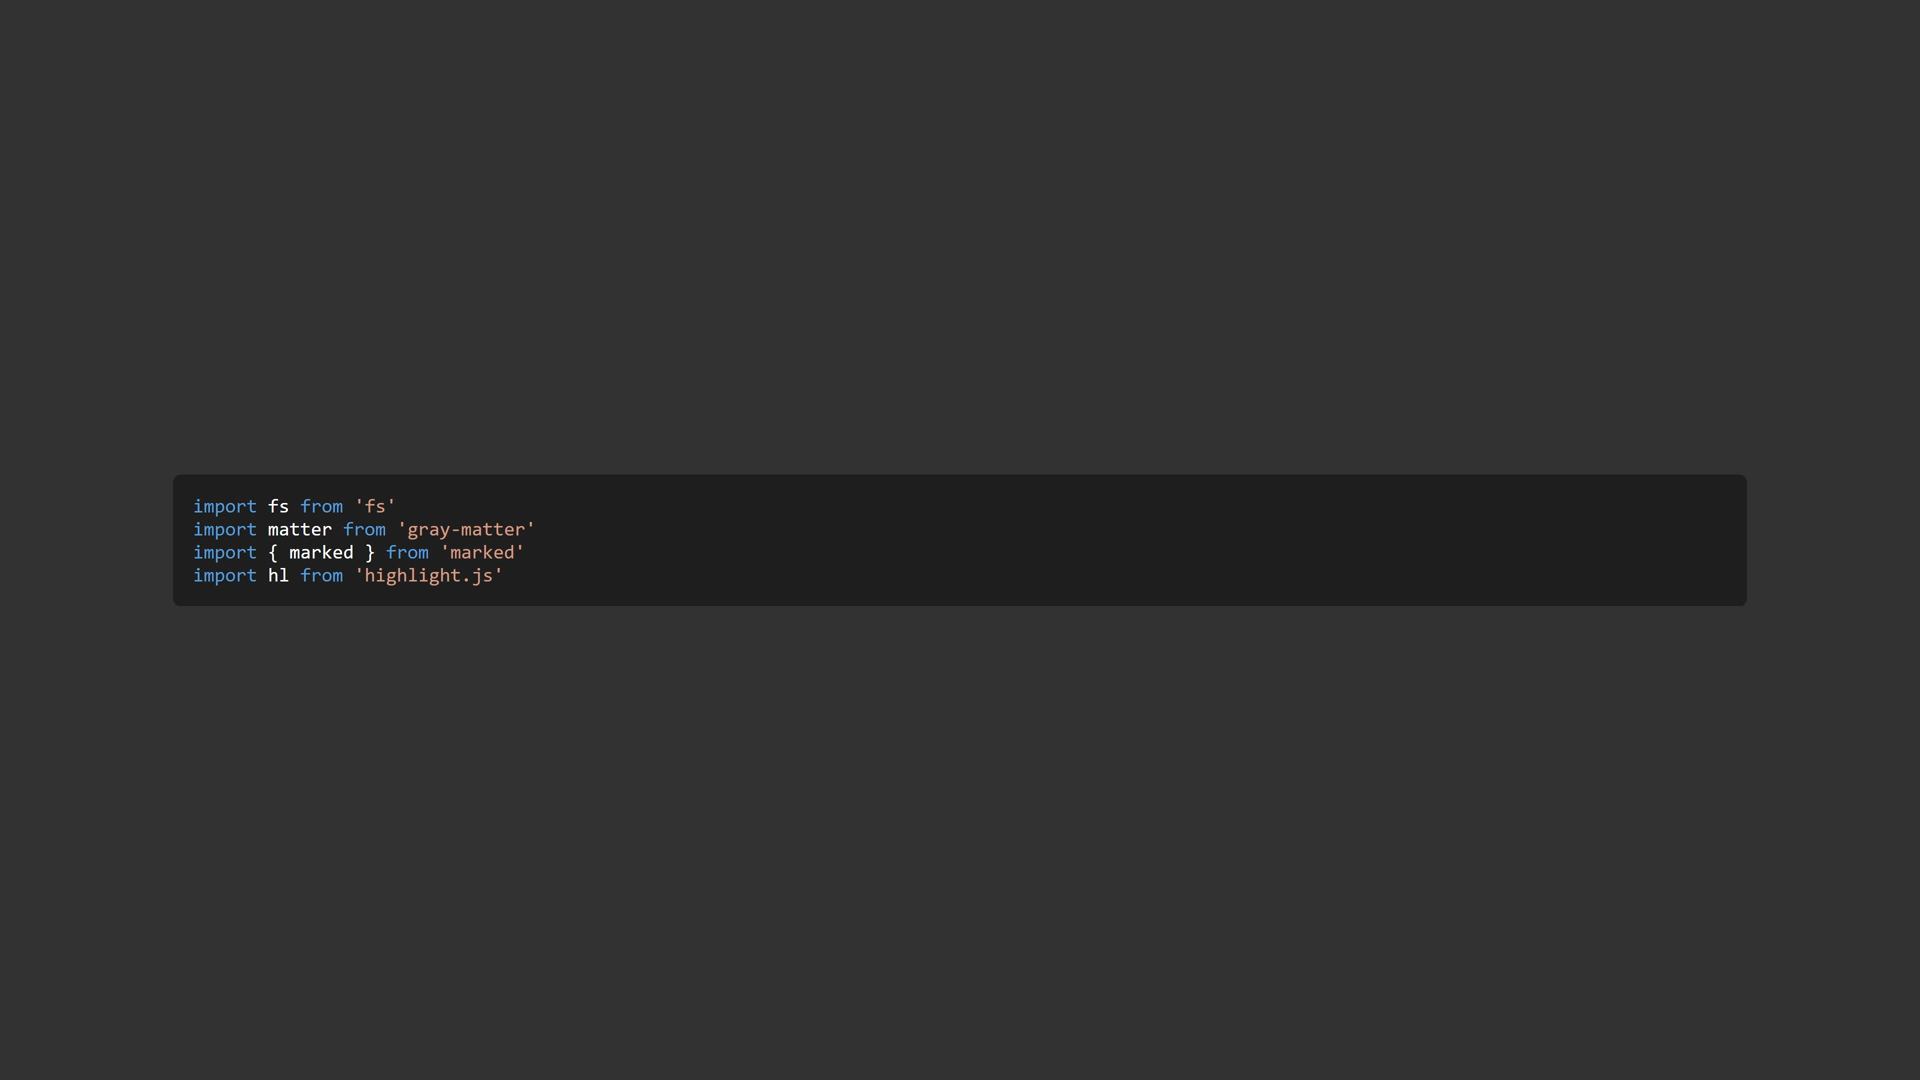 import fs from 'fs'
import matter from 'gray-matter'
import { marked } from 'marked'
import hl from 'highlight.js'